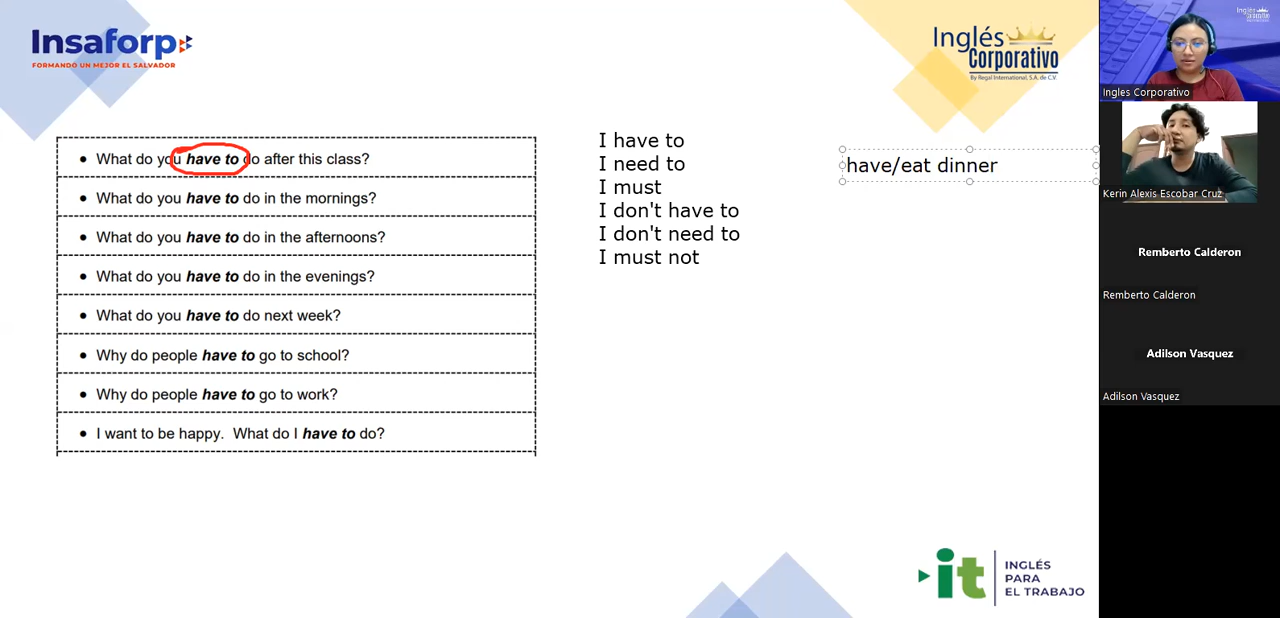 Insaforp
FORMANDO UN MEJOR EL SALVADOR
Inglés
Corporativo
By Regal International, S.A. de C.V.
• What do you have to do after this class?
• What do you have to do in the mornings?
• What do you have to do in the afternoons?
• What do you have to do in the evenings?
• What do you have to do next week?
• Why do people have to go to school?
• Why do people have to go to work?
• I want to be happy. What do I have to do?
I have to
I need to
I must
I don't have to
I don't need to
I must not
have/eat dinner
it
INGLÉS
PARA
EL TRABAJO
Ingles Corporativo
Kerin Alexis Escobar Cruz
Remberto Calderon
Remberto Calderon
Adilson Vasquez
Adilson Vasquez